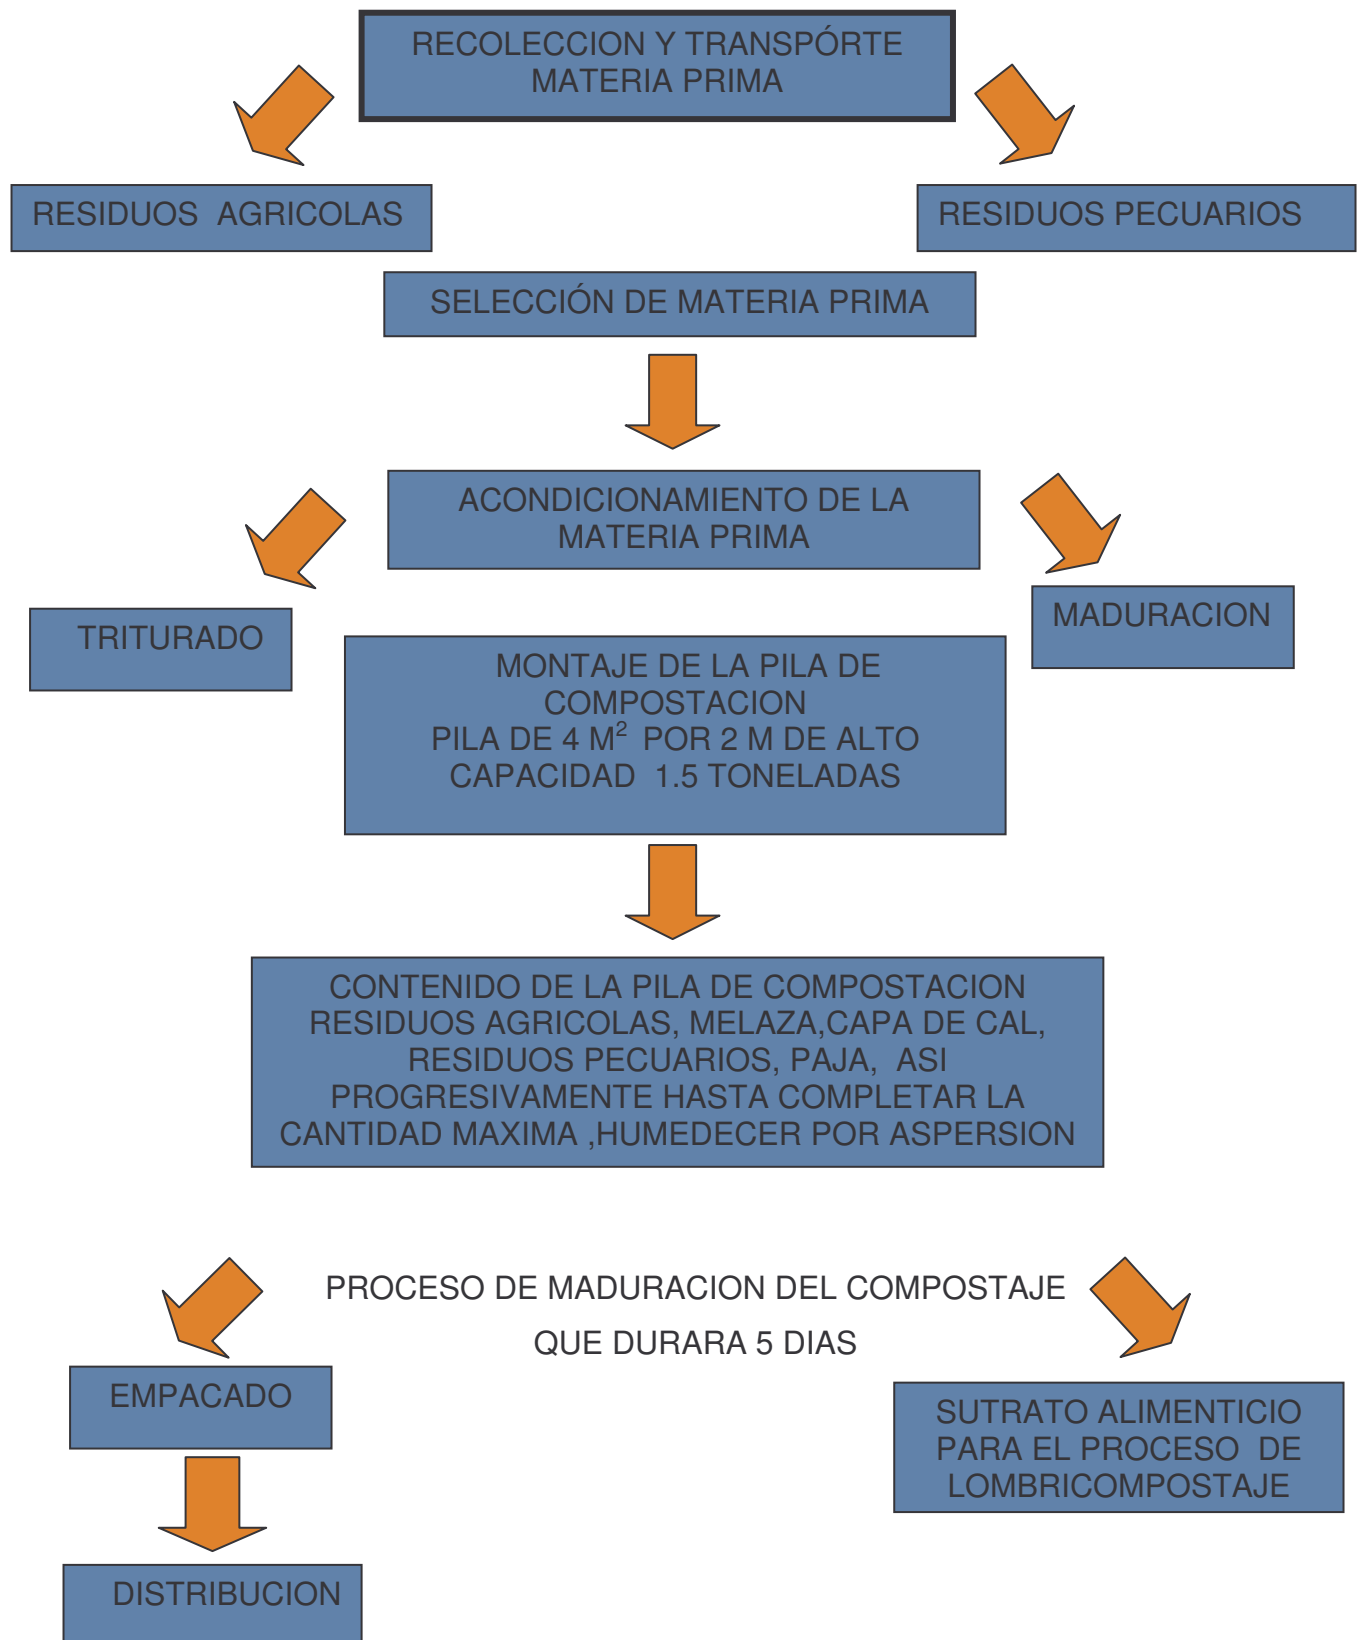 RECOLECCION Y TRANSPÓRTE
MATERIA PRIMA
RESIDUOS AGRICOLAS
RESIDUOS PECUARIOS
SELECCIÓN DE MATERIA PRIMA
ACONDICIONAMIENTO DE LA
MATERIA PRIMA
TRITURADO
MADURACION
MONTAJE DE LA PILA DE
COMPOSTACION
PILA DE 4 M² POR 2 M DE ALTO
CAPACIDAD 1.5 TONELADAS
CONTENIDO DE LA PILA DE COMPOSTACION
RESIDUOS AGRICOLAS, MELAZA,CAPA DE CAL,
RESIDUOS PECUARIOS, PAJA, ASI
PROGRESIVAMENTE HASTA COMPLETAR LA
CANTIDAD MAXIMA ,HUMEDECER POR ASPERSION
PROCESO DE MADURACION DEL COMPOSTAJE
QUE DURARA 5 DIAS
EMPACADO
SUTRATO ALIMENTICIO
PARA EL PROCESO DE
LOMBRICOMPOSTAJE
DISTRIBUCION